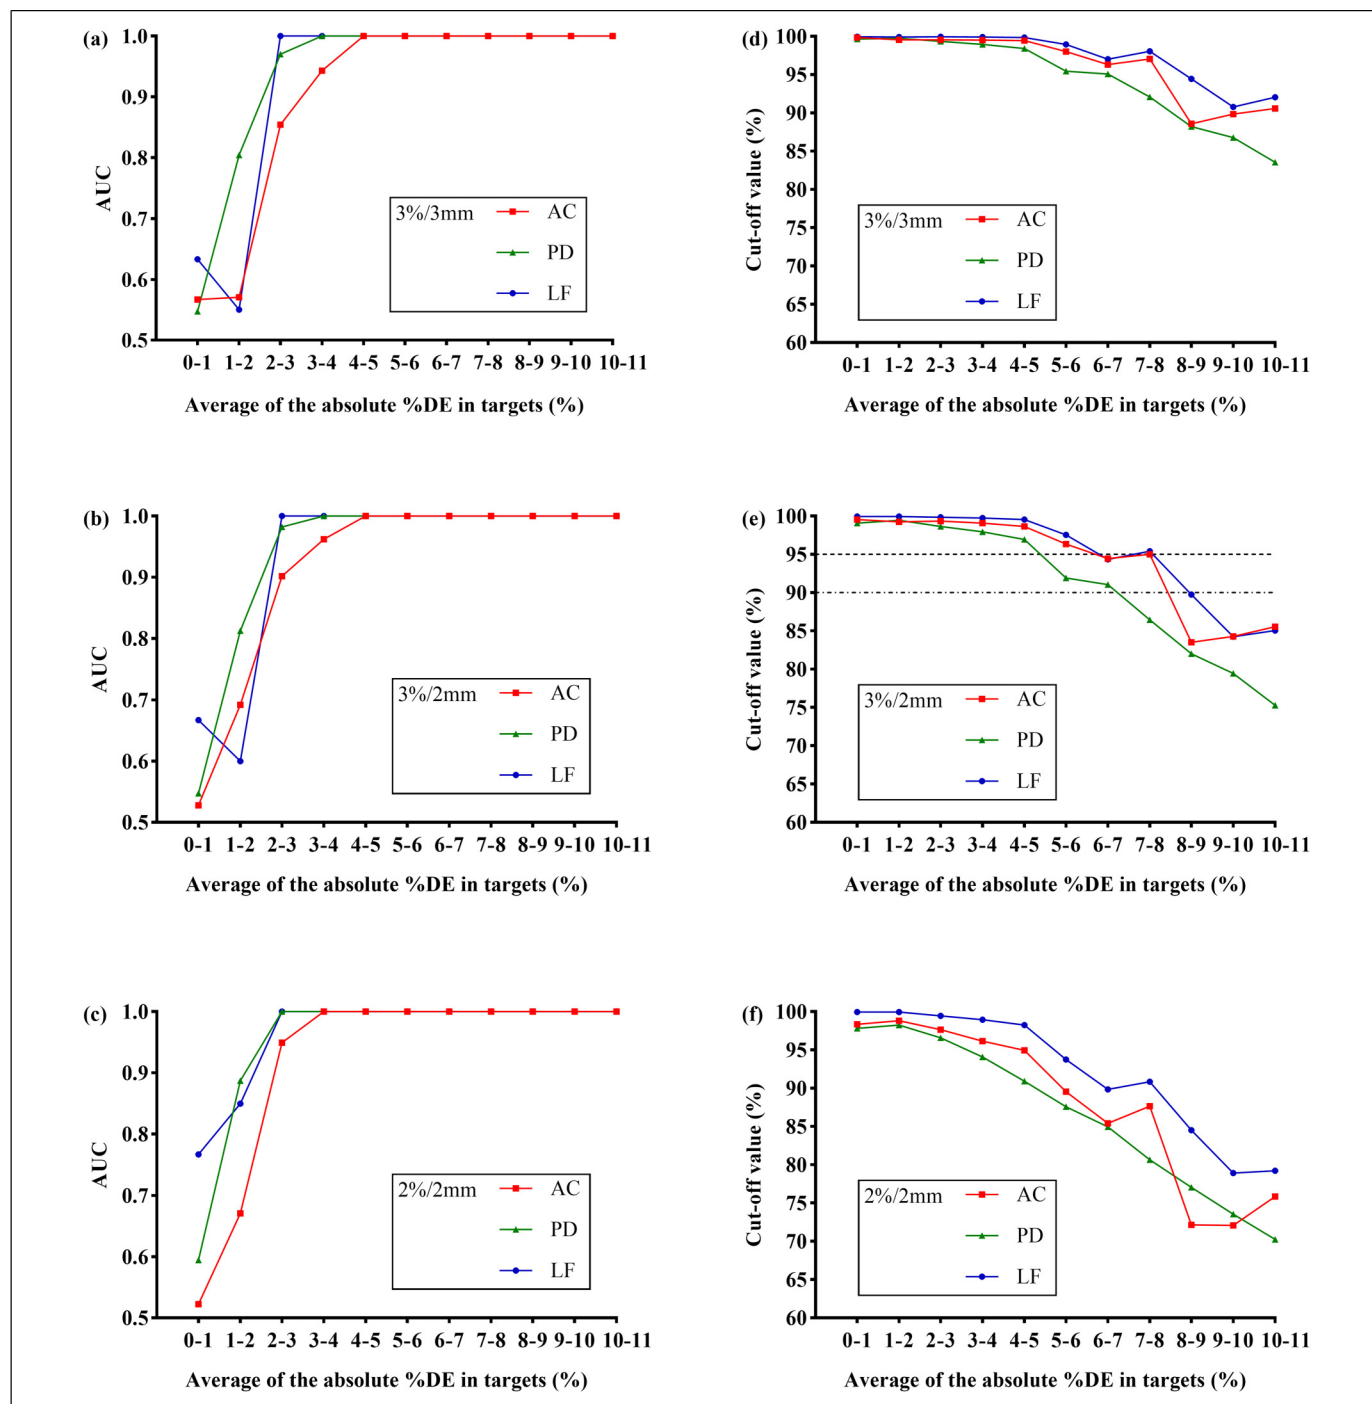 (a)
1.0
0.9
0.8
0.7
0.6
0.5
AUC
3%/3mm
AC
PD
LF
0-1 1-2 2-3 3-4 4-5 5-6 6-7 7-8 8-9 9-10 10-11
Average of the absolute %DE in targets (%)
(d)
100
95
90
85
80
75
70
65
60
Cut-off value (%)
3%/3mm
AC
PD
LF
0-1 1-2 2-3 3-4 4-5 5-6 6-7 7-8 8-9 9-10 10-11
Average of the absolute %DE in targets (%)
(b)
1.0
0.9
0.8
0.7
0.6
0.5
AUC
3%/2mm
AC
PD
LF
0-1 1-2 2-3 3-4 4-5 5-6 6-7 7-8 8-9 9-10 10-11
Average of the absolute %DE in targets (%)
(e)
100
95
90
85
80
75
70
65
60
Cut-off value (%)
3%/2mm
AC
PD
LF
0-1 1-2 2-3 3-4 4-5 5-6 6-7 7-8 8-9 9-10 10-11
Average of the absolute %DE in targets (%)
(c)
1.0
0.9
0.8
0.7
0.6
0.5
AUC
2%/2mm
AC
PD
LF
0-1 1-2 2-3 3-4 4-5 5-6 6-7 7-8 8-9 9-10 10-11
Average of the absolute %DE in targets (%)
(f)
100
95
90
85
80
75
70
65
60
Cut-off value (%)
2%/2mm
AC
PD
LF
0-1 1-2 2-3 3-4 4-5 5-6 6-7 7-8 8-9 9-10 10-11
Average of the absolute %DE in targets (%)